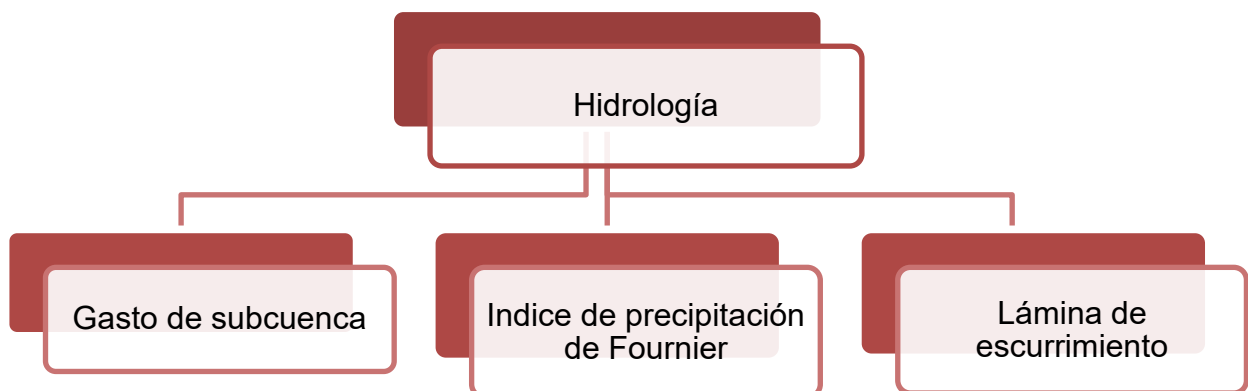 Hidrología
Gasto de subcuenca
Indice de precipitación
de Fournier
Lámina de
escurrimiento